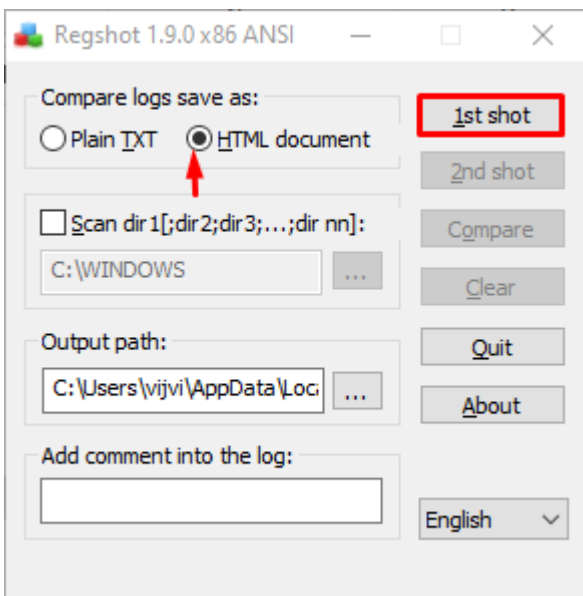 Regshot 1.9.0 x86 ANSI
Compare logs save as:
Plain TXT
HTML document
1st shot
2nd shot
Scan dir1[;dir2;dir3;...;dir nn]:
Compare
C:\WINDOWS
...
Clear
Output path:
Quit
C:\Users\vijvi\AppData\Loca
...
About
Add comment into the log:
English